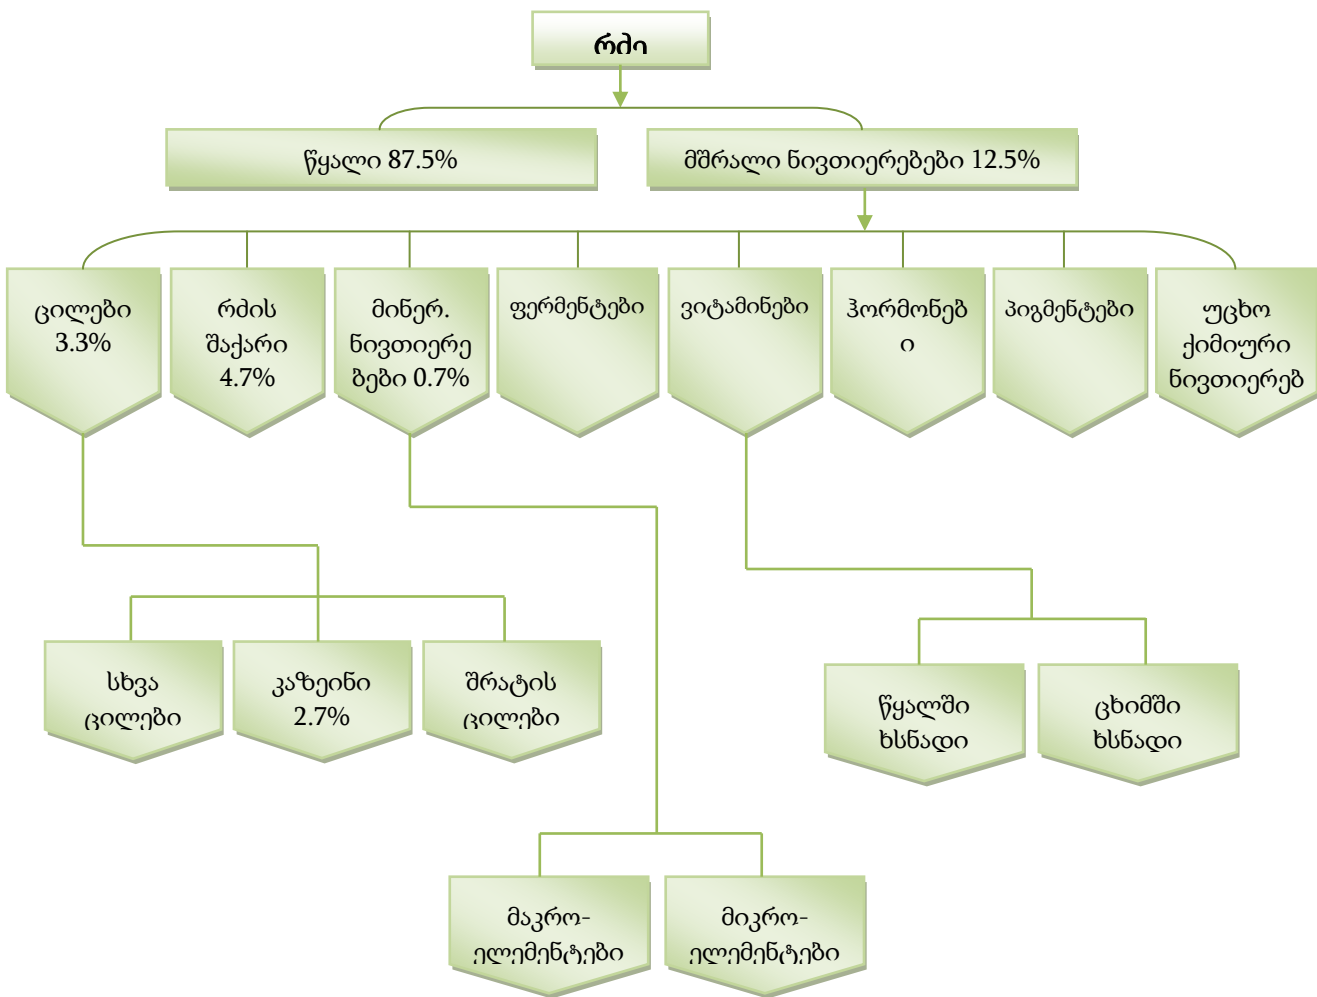 რძი
წყალი 87.5%
მშრალი ნივთიერებები 12.5%
ცილები
3.3%
რძის
შაქარი
4.7%
მინერ.
ნივთიერე
ბები 0.7%
ფერმენტები
ვიტამინები
ჰორმონებ
ი
პიგმენტები
უცხო
ქიმიური
ნივთიერებ
სხვა
ცილები
კაზეინი
2.7%
შრატის
ცილები
წყალში
ხსნადი
ცხიმში
ხსნადი
მაკრო-
ელემენტები
მიკრო-
ელემენტები